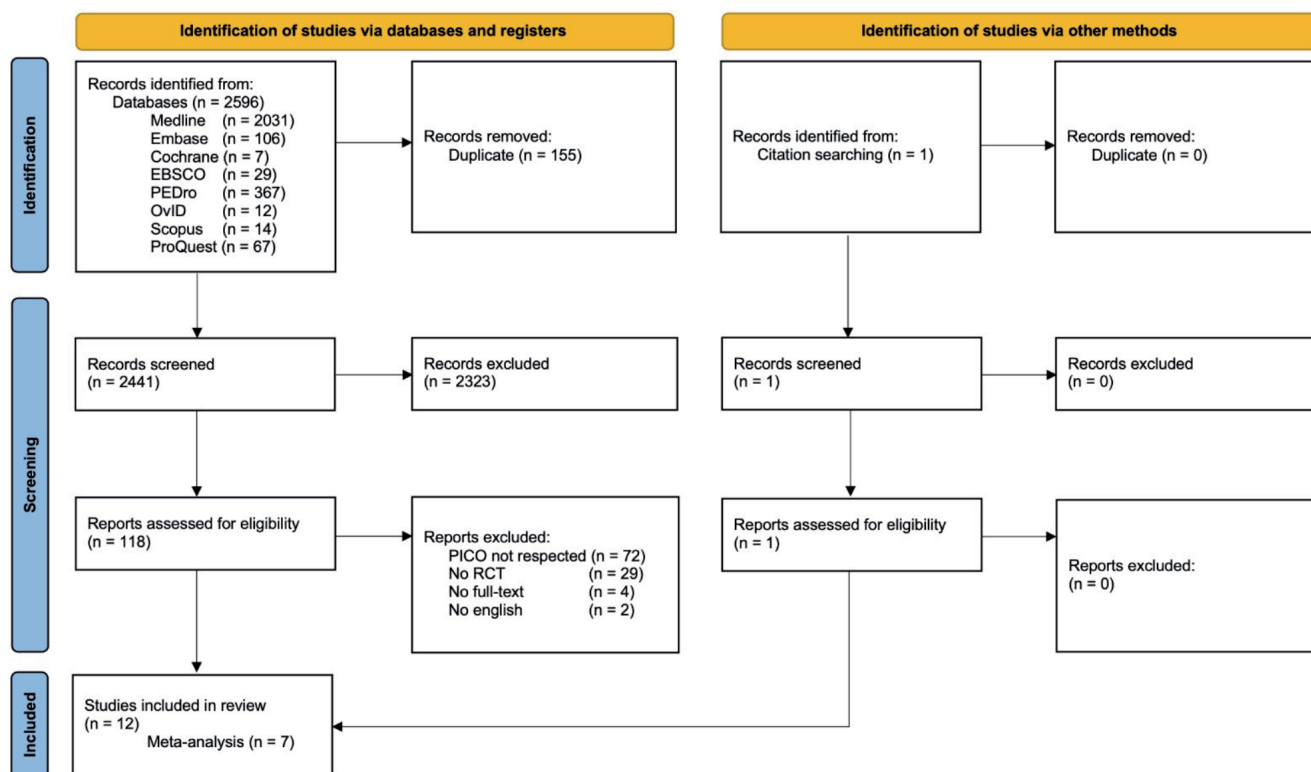 Identification of studies via databases and registers
Identification of studies via other methods
Identification
Records identified from:
Databases (n = 2596)
Medline (n = 2031)
Embase (n = 106)
Cochrane (n = 7)
EBSCO (n = 29)
PEDro (n = 367)
OvID (n = 12)
Scopus (n = 14)
ProQuest (n = 67)
Records removed:
Duplicate (n = 155)
Records identified from:
Citation searching (n = 1)
Records removed:
Duplicate (n = 0)
Screening
Records screened
(n = 2441)
Records excluded
(n = 2323)
Records screened
(n = 1)
Records excluded
(n = 0)
Reports assessed for eligibility
(n = 118)
Reports excluded:
PICO not respected (n = 72)
No RCT (n = 29)
No full-text (n = 4)
No english (n = 2)
Reports assessed for eligibility
(n = 1)
Reports excluded:
(n = 0)
Included
Studies included in review
(n = 12)
Meta-analysis (n = 7)